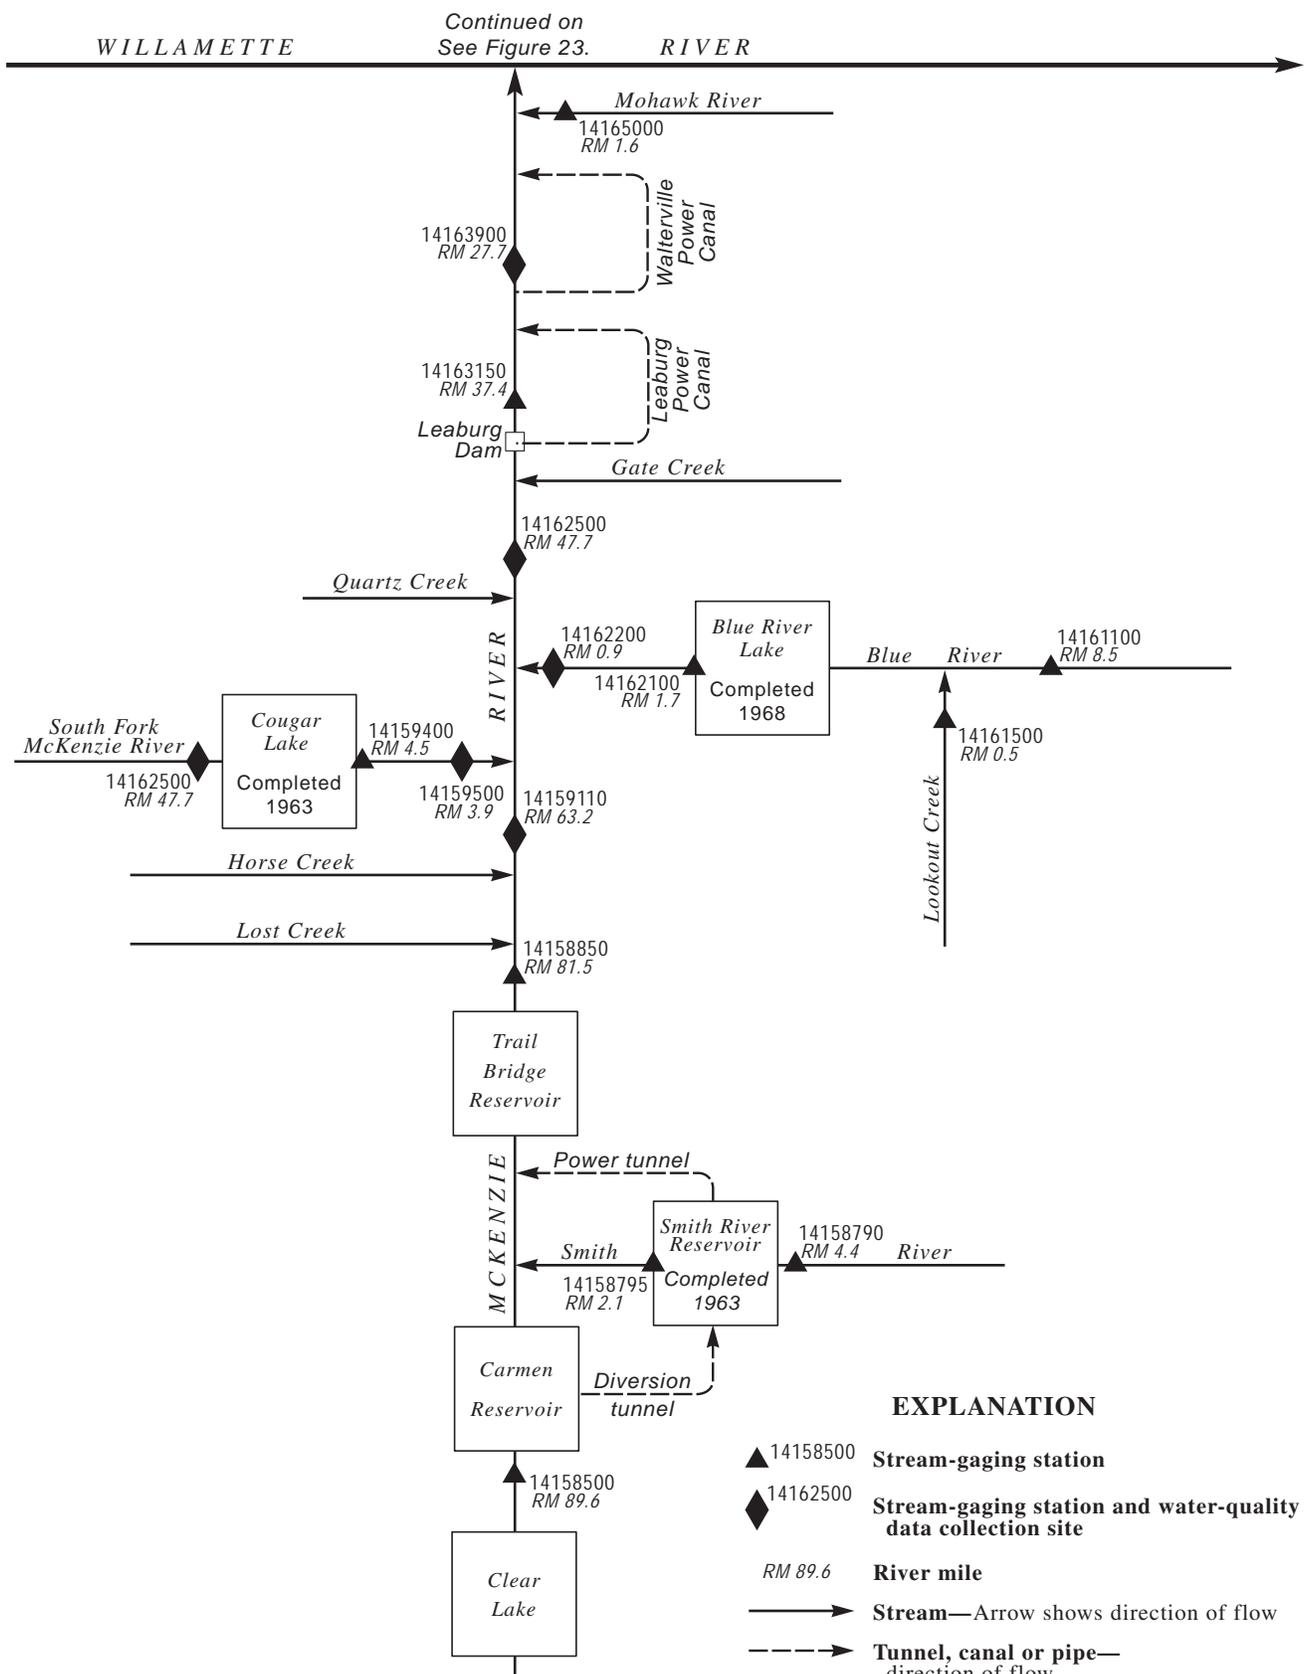 Continued on
See Figure 23.
WILLAMETTE RIVER
Mohawk River
14165000
RM 1.6
Walterville
Power
Canal
14163900
RM 27.7
Leaburg
Power
Canal
14163150
RM 37.4
Leaburg
Dam
Gate Creek
14162500
RM 47.7
Quartz Creek
RIVER
14162200
RM 0.9
14162100
RM 1.7
Blue River
Lake
Completed
1968
Blue River
14161100
RM 8.5
14161500
RM 0.5
Lookout Creek
South Fork
McKenzie River
14162500
RM 47.7
Cougar
Lake
Completed
1963
14159400
RM 4.5
14159500
RM 3.9
14159110
RM 63.2
Horse Creek
Lost Creek
14158850
RM 81.5
Trail
Bridge
Reservoir
MCKENZIE
Power tunnel
Smith River
Reservoir
Completed
1963
14158790
RM 4.4
River
Smith
14158795
RM 2.1
Carmen
Reservoir
Diversion
tunnel
14158500
RM 89.6
Clear
Lake
EXPLANATION
14158500 Stream-gaging station
14162500 Stream-gaging station and water-quality
data collection site
RM 89.6 River mile
Stream—Arrow shows direction of flow
Tunnel, canal or pipe—
direction of flow